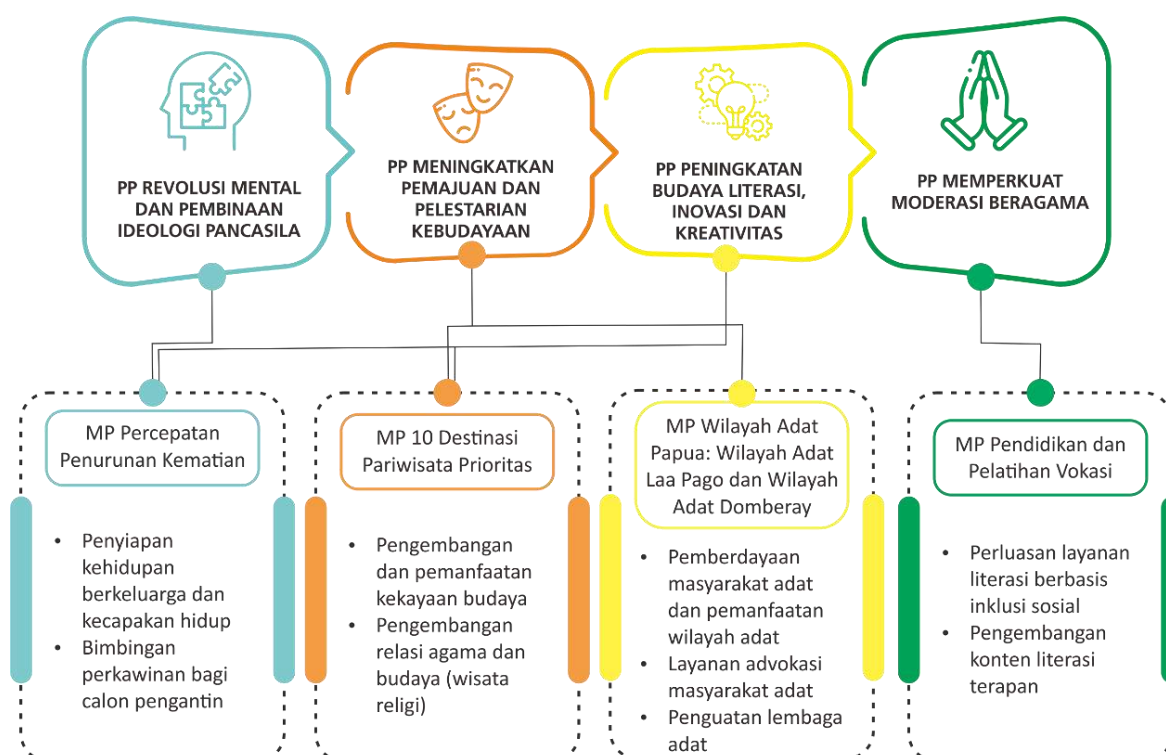 PP REVOLUSI MENTAL
DAN PEMBINAAN
IDEOLOGI PANCASILA
PP MENINGKATKAN
PEMAJUAN DAN
PELESTARIAN
KEBUDAYAAN
PP PENINGKATAN
BUDAYA LITERASI,
INOVASI DAN
KREATIVITAS
PP MEMPERKUAT
MODERASI BERAGAMA
MP Percepatan
Penurunan Kematian
• Penyiapan
kehidupan
berkeluarga dan
kecapakan hidup
• Bimbingan
perkawinan bagi
calon pengantin
MP 10 Destinasi
Pariwisata Prioritas
• Pengembangan
dan pemanfaatan
kekayaan budaya
• Pengembangan
relasi agama dan
budaya (wisata
religi)
MP Wilayah Adat
Papua: Wilayah Adat
Laa Pago dan Wilayah
Adat Domberay
• Pemberdayaan
masyarakat adat
dan pemanfaatan
wilayah adat
• Layanan advokasi
masyarakat adat
• Penguatan lembaga
adat
MP Pendidikan dan
Pelatihan Vokasi
• Perluasan layanan
literasi berbasis
inklusi sosial
• Pengembangan
konten literasi
terapan